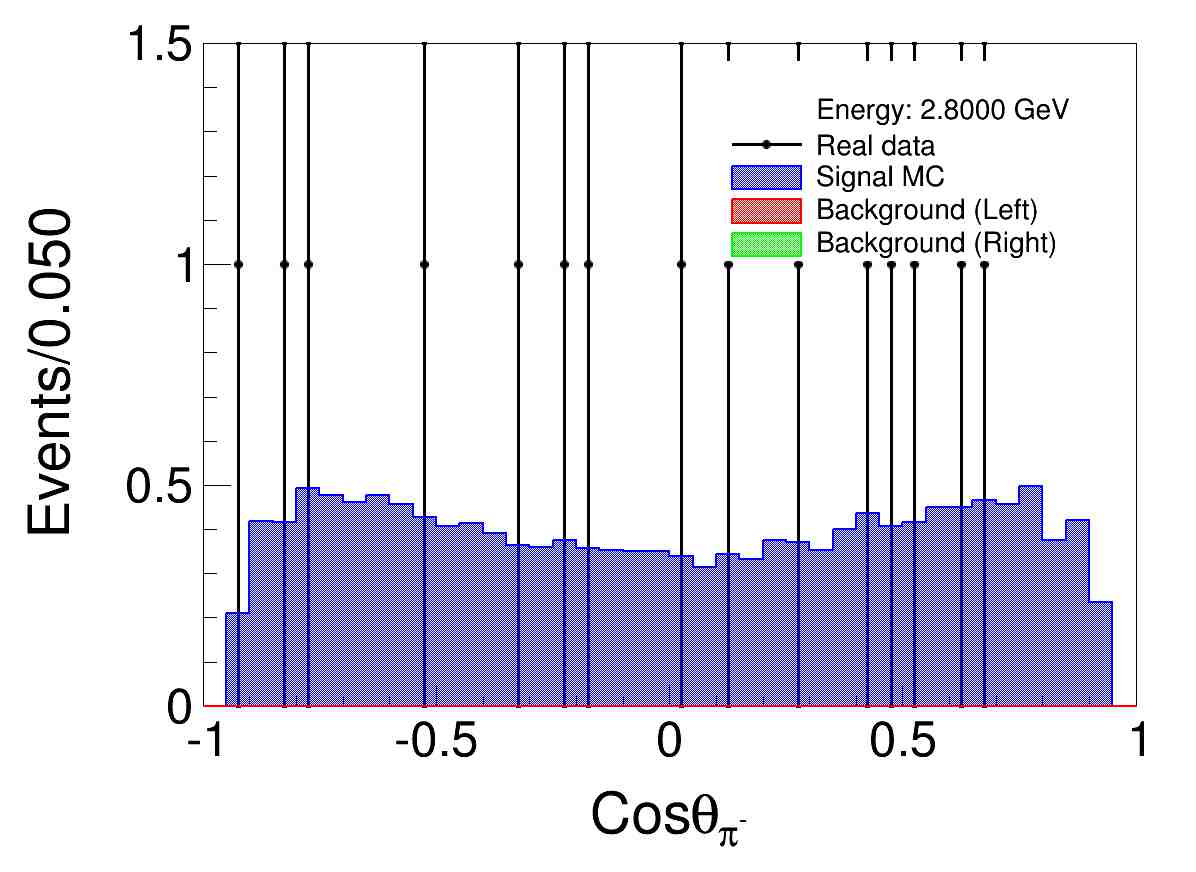 1.5
Energy: 2.8000 GeV
Real data
Signal MC
Background (Left)
Background (Right)
1
0.5
0
-1 -0.5 0 0.5 1
Events/0.050
Cosθπ-